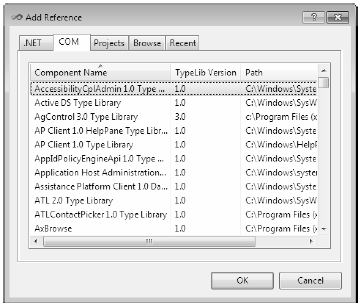 Add Reference
.NET COM Projects Browse Recent
Component Name TypeLib Version Path
AccessibilityCplAdmin 1.0 Type ... 1.0 C:\Windows\Syste
Active DS Type Library 1.0 C:\Windows\SysW
AgControl 3.0 Type Library 3.0 c:\Program Files (x
AP Client 1.0 HelpPane Type Libr... 1.0 C:\Windows\Syste
AP Client 1.0 Type Library 1.0 C:\Windows\HelpF
AppIdPolicyEngineApi 1.0 Type ... 1.0 C:\Windows\Syste
Application Host Administration... 1.0 C:\Windows\system
Assistance Platform Client 1.0 Da... 1.0 C:\Windows\Syste
ATL 2.0 Type Library 1.0 C:\Windows\SysW
ATLContactPicker 1.0 Type Library 1.0 C:\Program Files (x
AxBrowse 1.0 C:\Program Files (x
OK Cancel